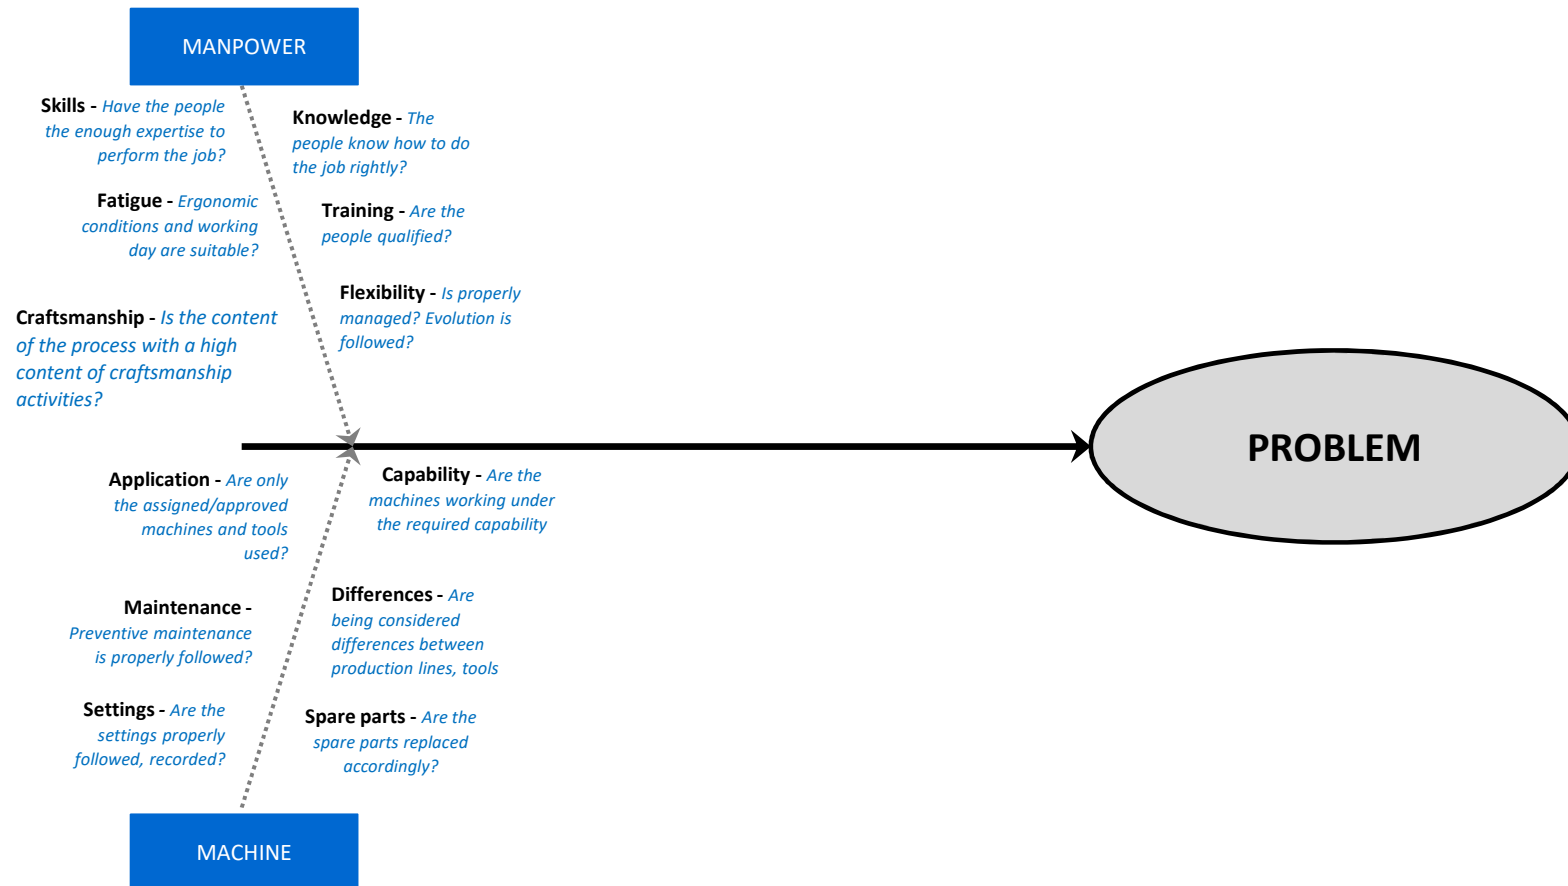 MANPOWER
Skills - Have the people
the enough expertise to
perform the job?
Knowledge - The
people know how to do
the job rightly?
Fatigue - Ergonomic
conditions and working
day are suitable?
Training - Are the
people qualified?
Flexibility - Is properly
managed? Evolution is
followed?
Craftsmanship - Is the content
of the process with a high
content of craftsmanship
activities?
PROBLEM
Application - Are only
the assigned/approved
machines and tools
used?
Capability - Are the
machines working under
the required capability
Maintenance -
Preventive maintenance
is properly followed?
Differences - Are
being considered
differences between
production lines, tools
Settings - Are the
settings properly
followed, recorded?
Spare parts - Are the
spare parts replaced
accordingly?
MACHINE